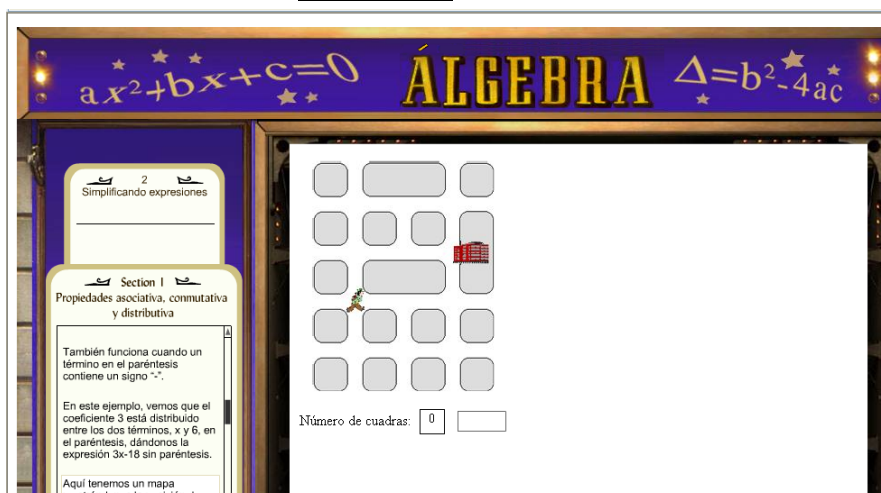 ax²+bx+c=0
ÁLGEBRA
Δ=b²-4ac
2
Simplificando expresiones
Section 1
Propiedades asociativa, conmutativa
y distributiva
También funciona cuando un
término en el paréntesis
contiene un signo “-”.
En este ejemplo, vemos que el
coeficiente 3 está distribuido
entre los dos términos, x y 6, en
el paréntesis, dándonos la
expresión 3x-18 sin paréntesis.
Aquí tenemos un mapa
Número de cuadras: 0